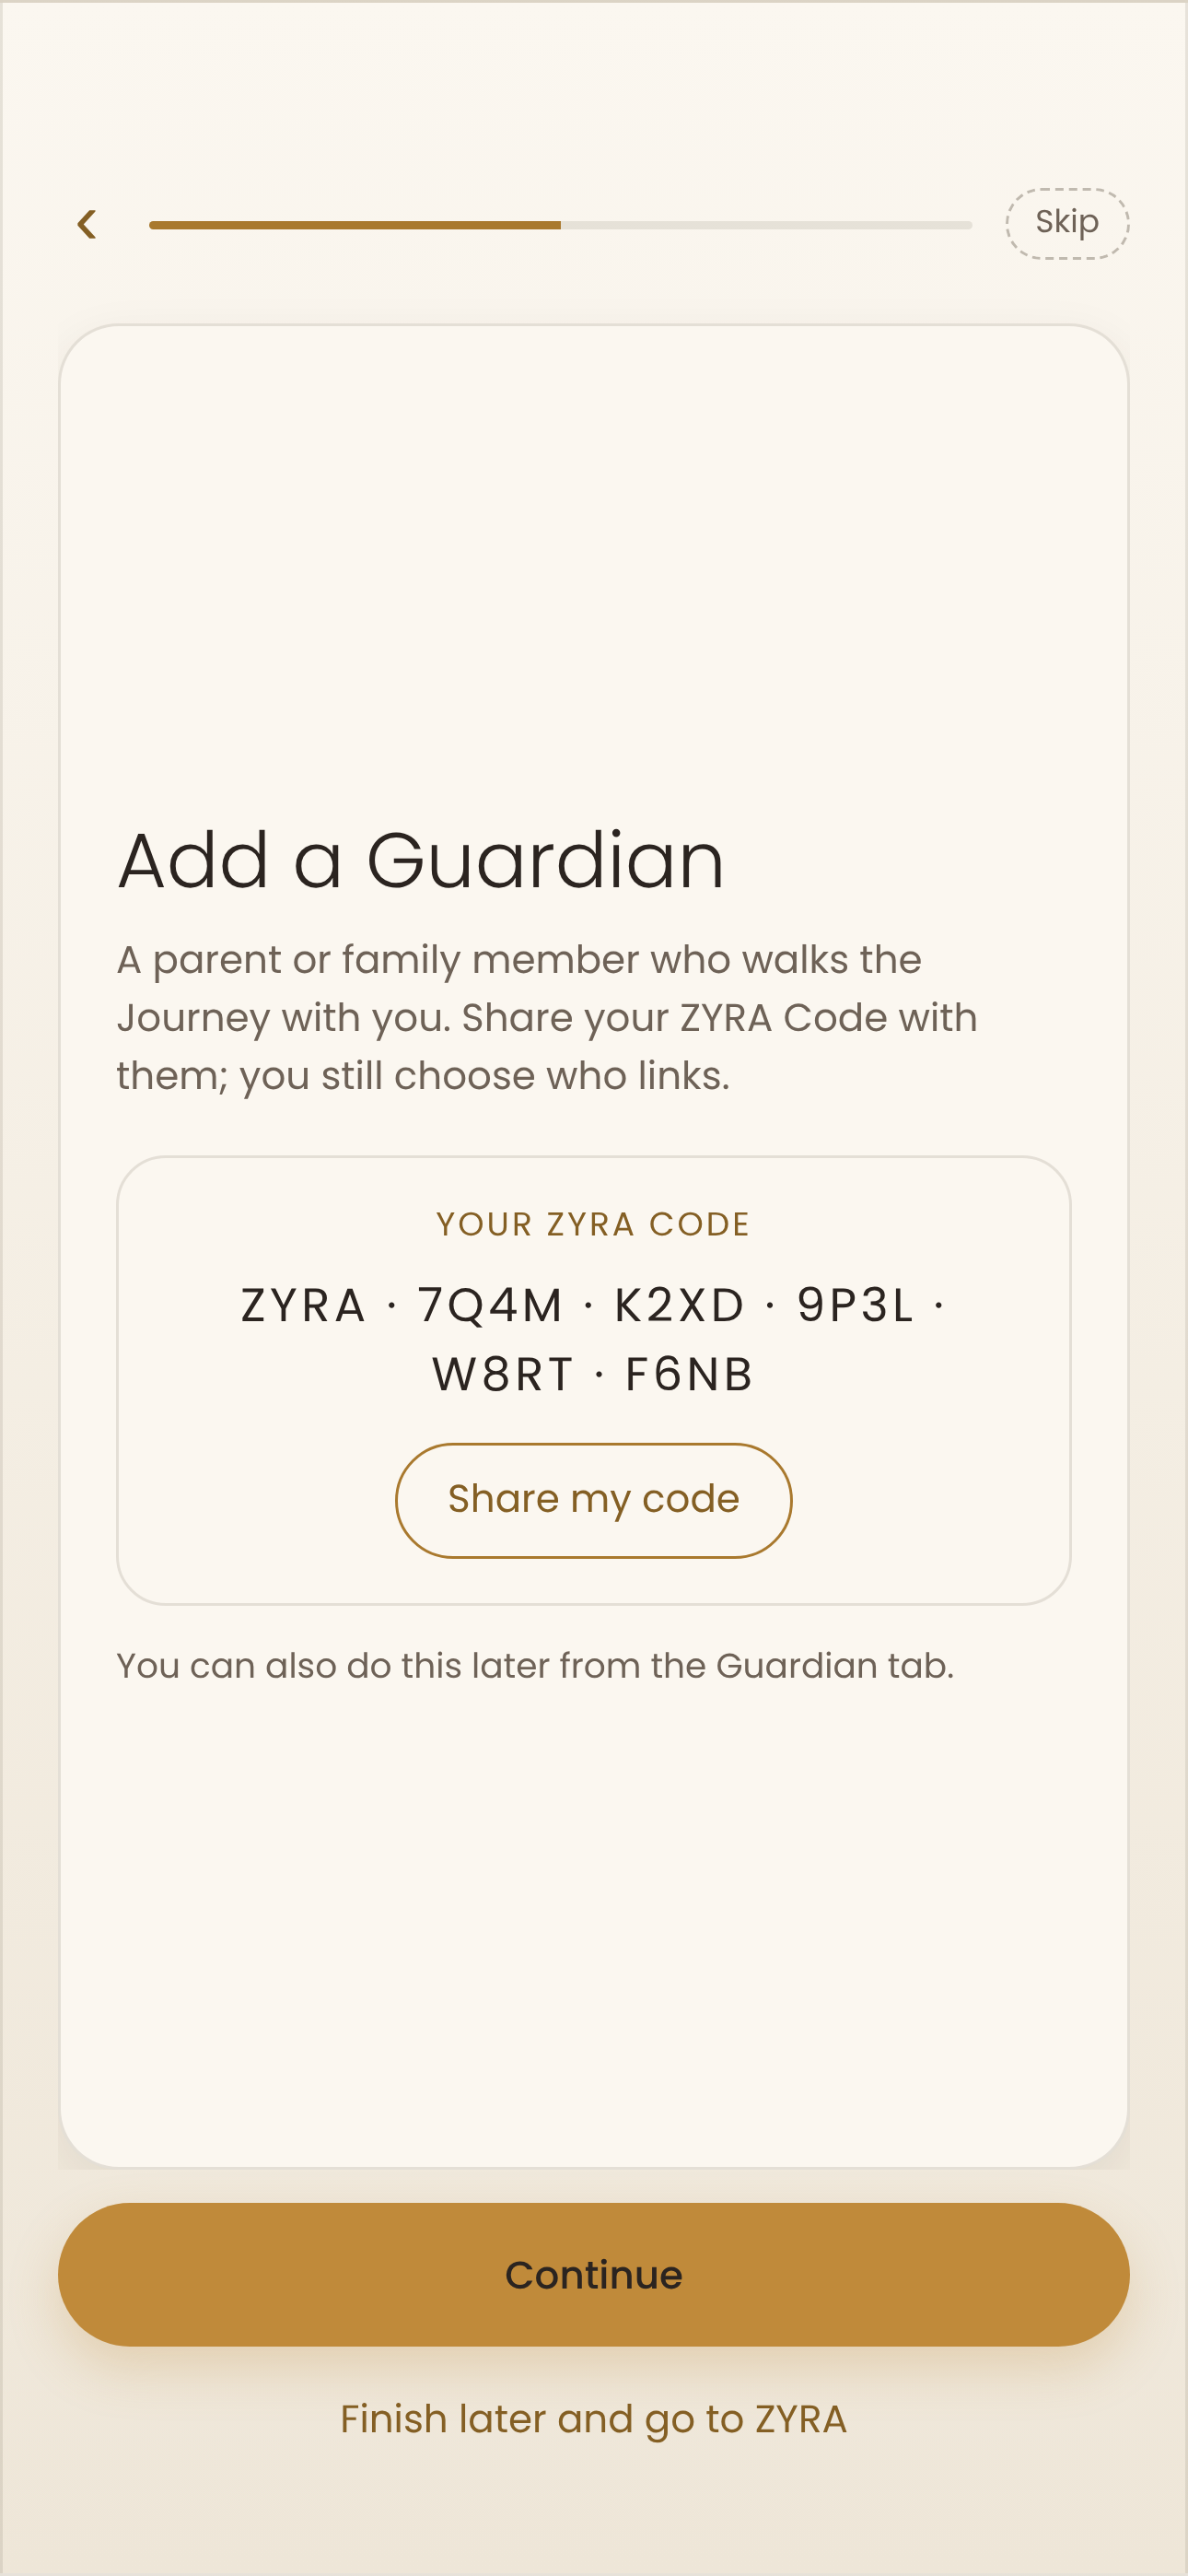 Skip
Add a Guardian
A parent or family member who walks the
Journey with you. Share your ZYRA Code with
them; you still choose who links.
YOUR ZYRA CODE
ZYRA · 7Q4M · K2XD · 9P3L ·
W8RT · F6NB
Share my code
You can also do this later from the Guardian tab.
Continue
Finish later and go to ZYRA